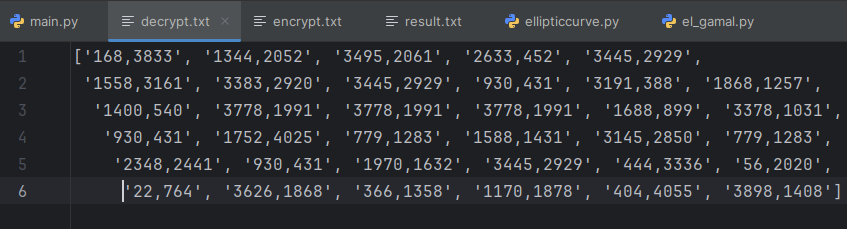 main.py decrypt.txt encrypt.txt result.txt ellipticcurve.py el_gamal.py
1 ['168,3833', '1344,2052', '3495,2061', '2633,452', '3445,2929',
2 '1558,3161', '3383,2920', '3445,2929', '930,431', '3191,388', '1868,1257',
3 '1400,540', '3778,1991', '3778,1991', '3778,1991', '1688,899', '3378,1031',
4 '930,431', '1752,4025', '779,1283', '1588,1431', '3145,2850', '779,1283',
5 '2348,2441', '930,431', '1970,1632', '3445,2929', '444,3336', '56,2020',
6 '22,764', '3626,1868', '366,1358', '1170,1878', '404,4055', '3898,1408']